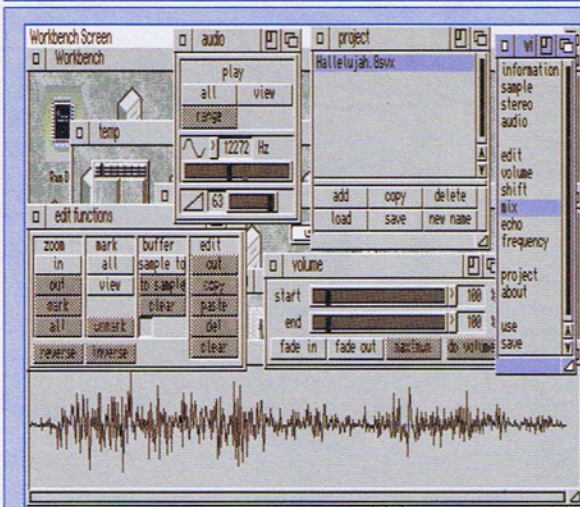 Workbench Screen
Workbench
Ram D
temp
audio
play
all view
range
12272 Hz
63
project
Hallelujah.8svx
add copy delete
load save new name
edit functions
zoom mark buffer edit
in all sample to cut
out view to sample copy
mark clear paste
all unmark del
reverse inverse clear
volume
start 100 %
end 100 %
fade in fade out maximum do volume
wi
information
sample
stereo
audio
edit
volume
shift
mix
echo
frequency
project
about
use
save